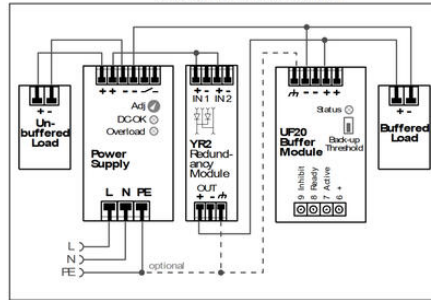 + -
Un-
buffered
Load
+ + - -
Adj
DC-OK
Overload
Power
Supply
L N PE
+ - + -
IN 1 IN 2
YR2
Redund-
ancy
Module
OUT
+ -
- - + +
Status
UF20
Buffer
Module
Back-up
Threshold
9 Inhibit
8 Ready
7 Active
6 +
+ -
Buffered
Load
L
N
PE
optional